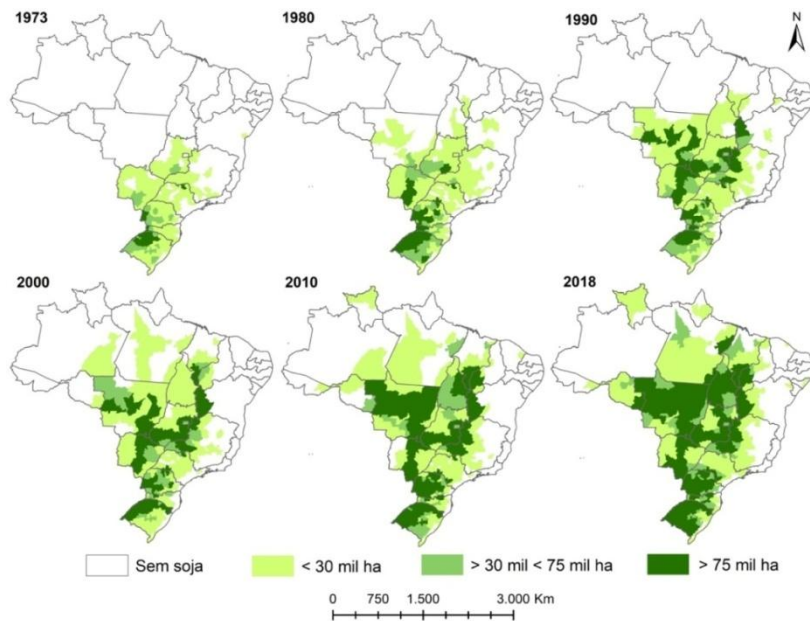 1973
1980
1990
N
2000
2010
2018
Sem soja
< 30 mil ha
> 30 mil < 75 mil ha
> 75 mil ha
0 750 1.500 3.000 Km